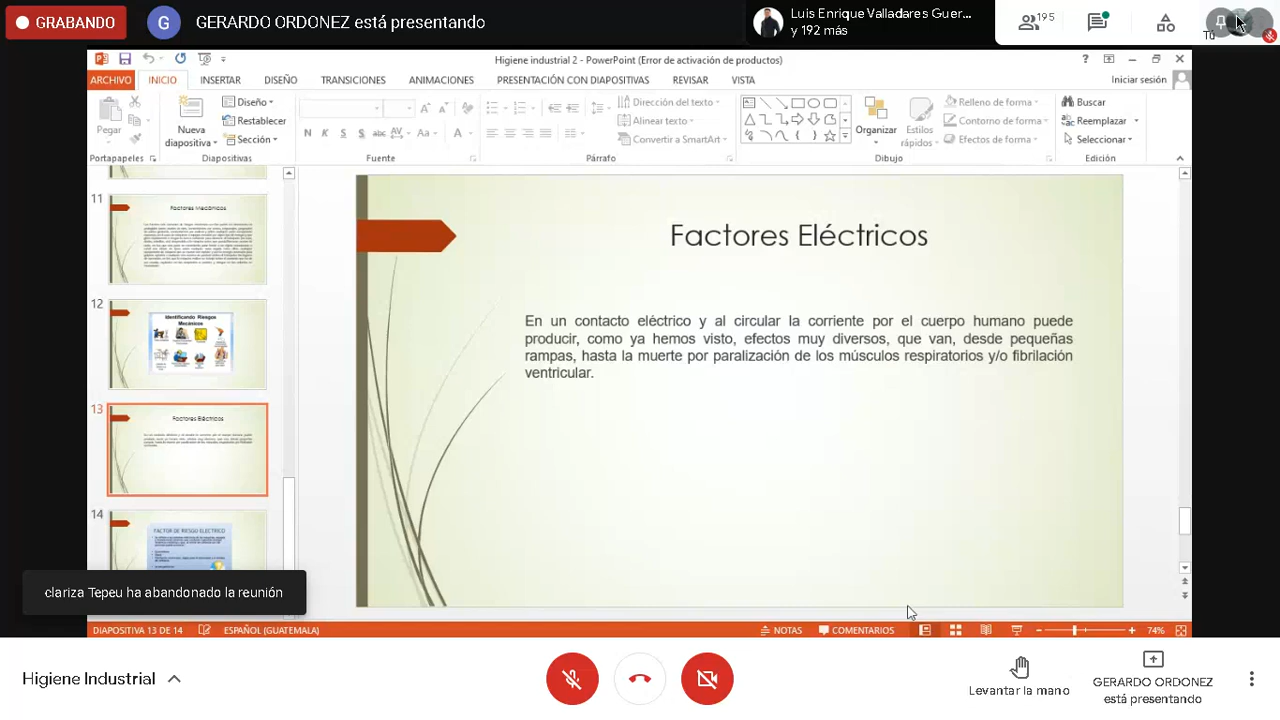 GRABANDO
G
GERARDO ORDONEZ está presentando
Luis Enrique Valladares Guer...
y 192 más
195
Tú
Higiene industrial 2 - PowerPoint (Error de activación de productos)
?
ARCHIVO
INICIO
INSERTAR
DISEÑO
TRANSICIONES
ANIMACIONES
PRESENTACIÓN CON DIAPOSITIVAS
REVISAR
VISTA
Iniciar sesión
Pegar
Nueva
diapositiva
Diseño
Restablecer
Sección
N K S S abc AV Aa A
Dirección del texto
Alinear texto
Convertir a SmartArt
Organizar
Estilos
rápidos
Relleno de forma
Contorno de forma
Efectos de forma
Buscar
Reemplazar
Seleccionar
Portapapeles
Diapositivas
Fuente
Párrafo
Dibujo
Edición
11
Factores Mecánicos
12
Identificando Riesgos
Mecánicos
13
Factores Eléctricos
14
FACTOR DE RIESGO ELÉCTRICO
Factores Eléctricos
En un contacto eléctrico y al circular la corriente por el cuerpo humano puede
producir, como ya hemos visto, efectos muy diversos, que van, desde pequeñas
rampas, hasta la muerte por paralización de los músculos respiratorios y/o fibrilación
ventricular.
clariza Tepeu ha abandonado la reunión
DIAPOSITIVA 13 DE 14
ESPAÑOL (GUATEMALA)
NOTAS
COMENTARIOS
74%
Higiene Industrial
Levantar la mano
GERARDO ORDONEZ
está presentando